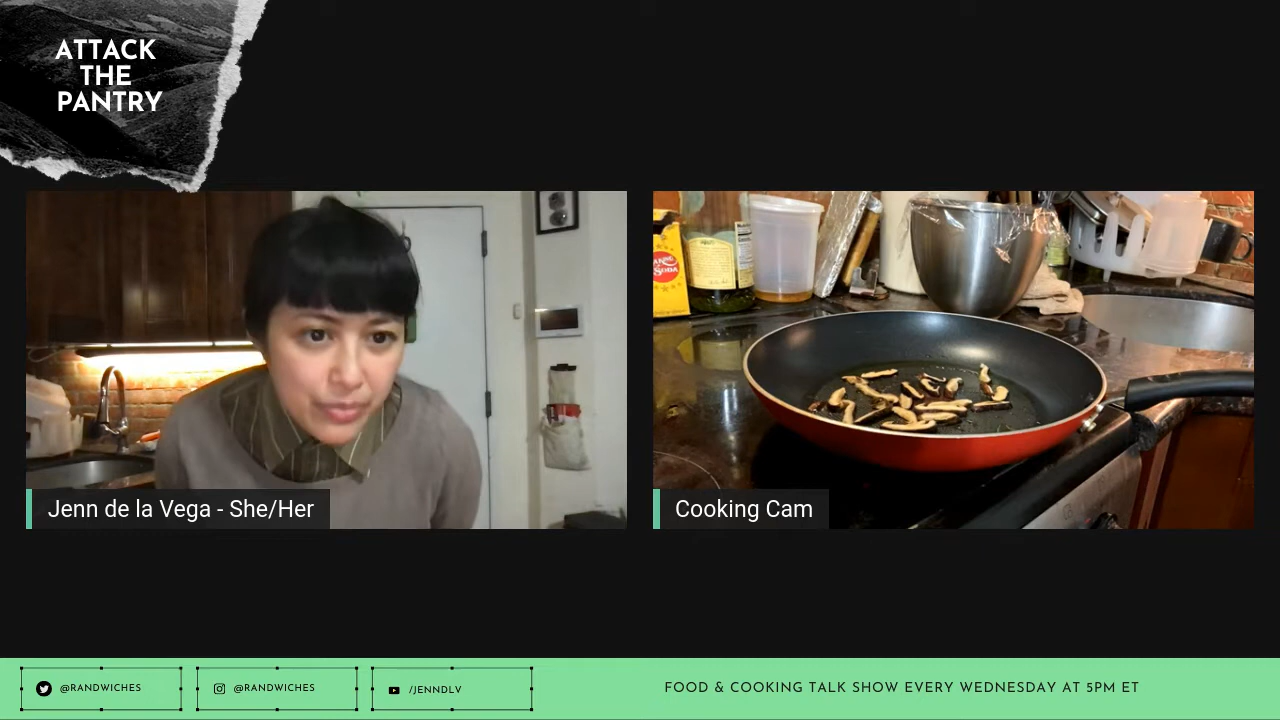 ATTACK
THE
PANTRY
Jenn de la Vega - She/Her
Cooking Cam
@RANDWICHES
@RANDWICHES
/JENNDLV
FOOD & COOKING TALK SHOW EVERY WEDNESDAY AT 5PM ET